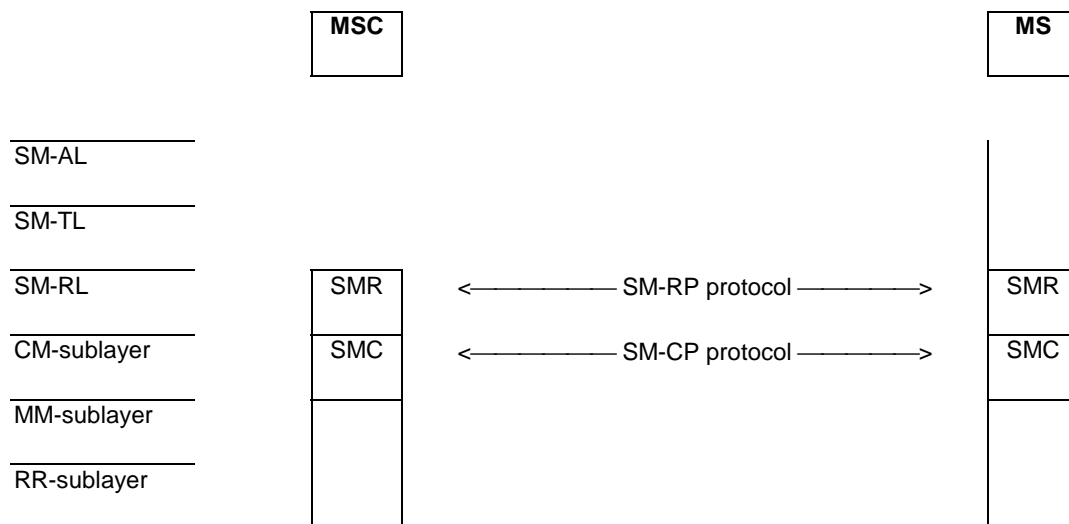 MSC MS
SM-AL
SM-TL
SM-RL SMR <—————— SM-RP protocol ——————> SMR
CM-sublayer SMC <—————— SM-CP protocol ——————> SMC
MM-sublayer
RR-sublayer